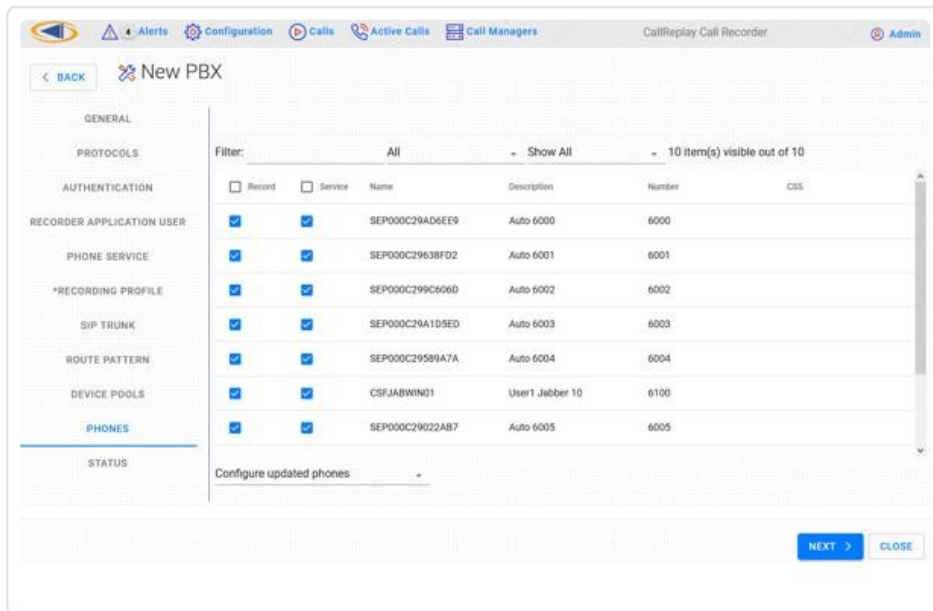 4 Alerts Configuration Calls Active Calls Call Managers CallReplay Call Recorder Admin
< BACK New PBX
GENERAL
PROTOCOLS
AUTHENTICATION
RECORDER APPLICATION USER
PHONE SERVICE
*RECORDING PROFILE
SIP TRUNK
ROUTE PATTERN
DEVICE POOLS
PHONES
STATUS
Filter: All Show All 10 item(s) visible out of 10
Record Service Name Description Number CSS
SEP000C29AD6EE9 Auto 6000 6000
SEP000C29638FD2 Auto 6001 6001
SEP000C299C606D Auto 6002 6002
SEP000C29A1D5ED Auto 6003 6003
SEP000C29589A7A Auto 6004 6004
CSFJABWIN01 User1 Jabber 10 6100
SEP000C29022AB7 Auto 6005 6005
Configure updated phones
NEXT > CLOSE